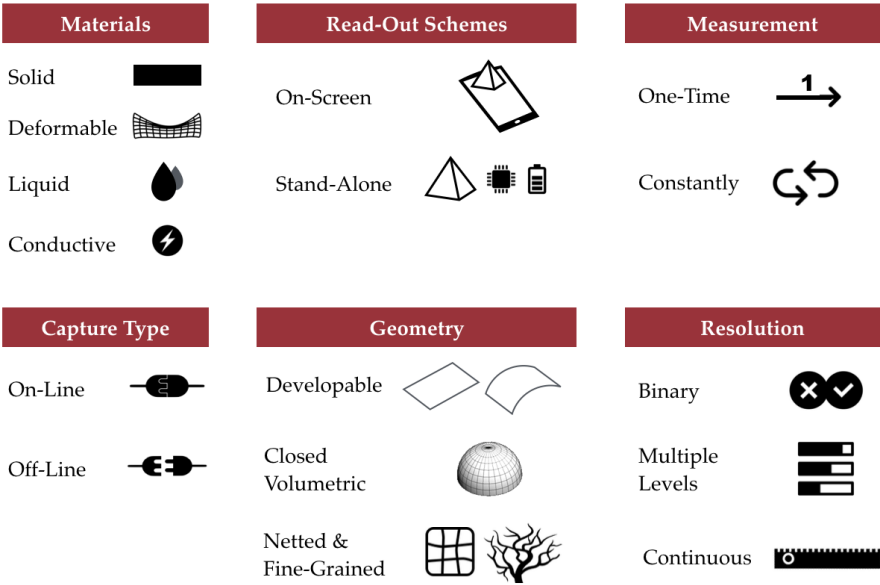 Materials
Solid
Deformable
Liquid
Conductive
Read-Out Schemes
On-Screen
Stand-Alone
Measurement
One-Time
1
Constantly
Capture Type
On-Line
Off-Line
Geometry
Developable
Closed
Volumetric
Netted &
Fine-Grained
Resolution
Binary
Multiple
Levels
Continuous